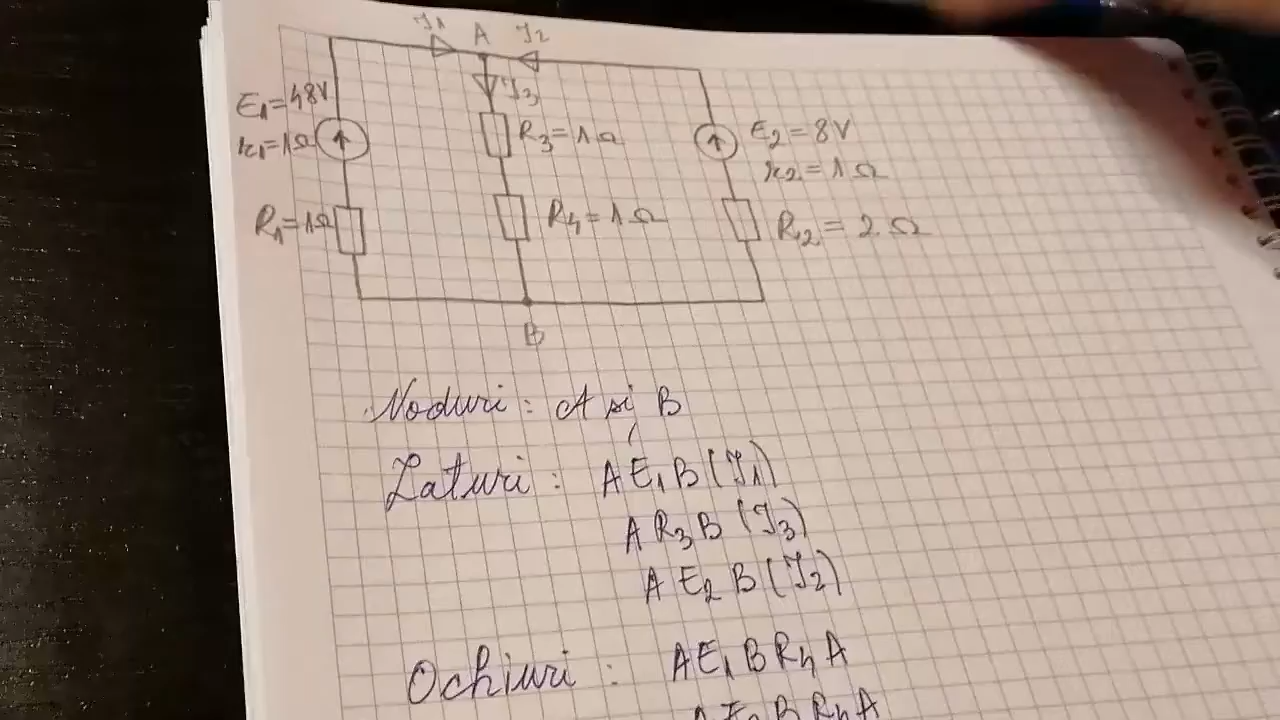 I1 A I2
E1=48V
I3
r1=1Ω
R3=1Ω
E2=8V
r2=1Ω
R1=1Ω
R4=1Ω
R2=2Ω
B
Noduri: A și B
Laturi: AE1B(I1)
AR3B (I3)
AE2B(I2)
Ochiuri: AE1BR4A
AE2BR4A